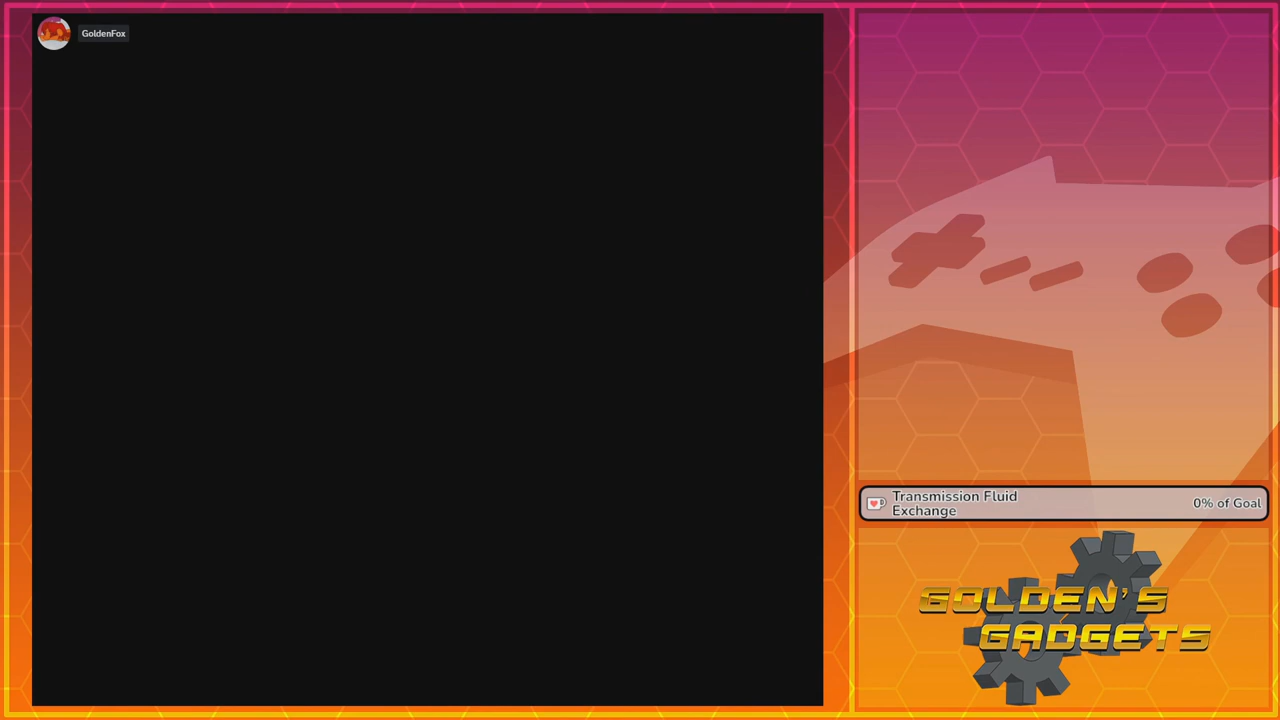 GoldenFox
Transmission Fluid
Exchange
0% of Goal
GOLDEN'S
GADGETS